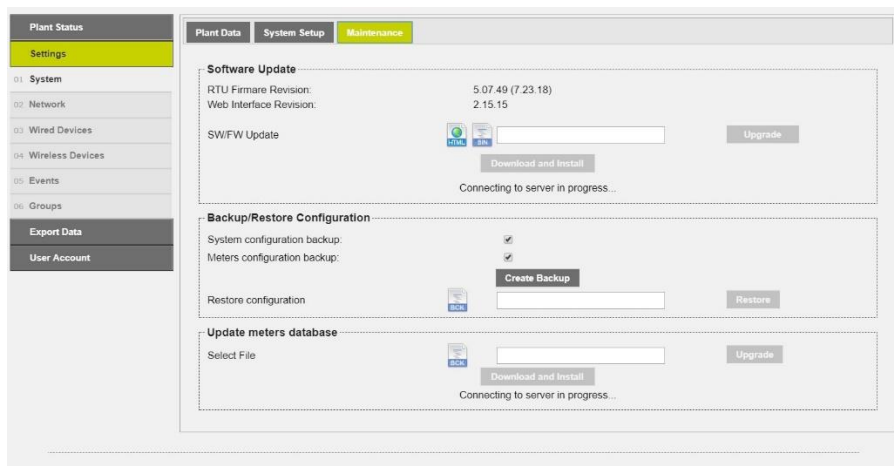 Plant Status
Settings
01 System
02 Network
03 Wired Devices
04 Wireless Devices
05 Events
06 Groups
Export Data
User Account
Plant Data System Setup Maintenance
Software Update
RTU Firmare Revision: 5.07.49 (7.23.18)
Web Interface Revision: 2.15.15
SW/FW Update HTML BIN Upgrade
Download and Install
Connecting to server in progress...
Backup/Restore Configuration
System configuration backup:
Meters configuration backup:
Create Backup
Restore configuration BCK Restore
Update meters database
Select File BCK Upgrade
Download and Install
Connecting to server in progress...